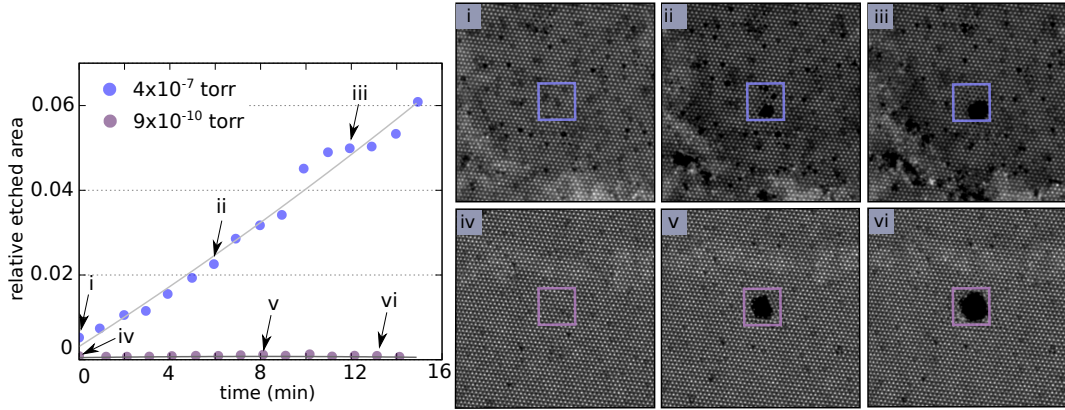 relative etched area
0.06
0.04
0.02
0
4x10⁻⁷ torr
9x10⁻¹⁰ torr
i
ii
iii
iv
v
vi
0
4
8
12
16
time (min)
i
ii
iii
iv
v
vi